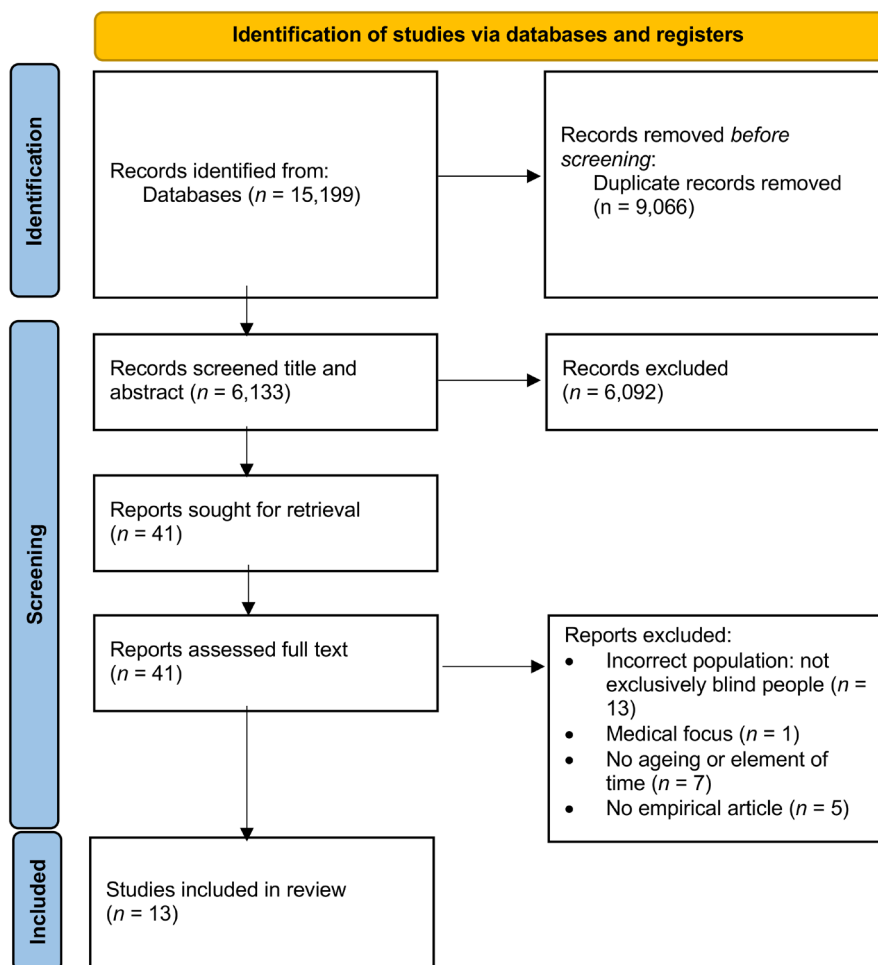 Identification of studies via databases and registers
Identification
Records identified from:
Databases (n = 15,199)
Records removed before
screening:
Duplicate records removed
(n = 9,066)
Screening
Records screened title and
abstract (n = 6,133)
Records excluded
(n = 6,092)
Reports sought for retrieval
(n = 41)
Reports assessed full text
(n = 41)
Reports excluded:
• Incorrect population: not
exclusively blind people (n =
13)
• Medical focus (n = 1)
• No ageing or element of
time (n = 7)
• No empirical article (n = 5)
Included
Studies included in review
(n = 13)